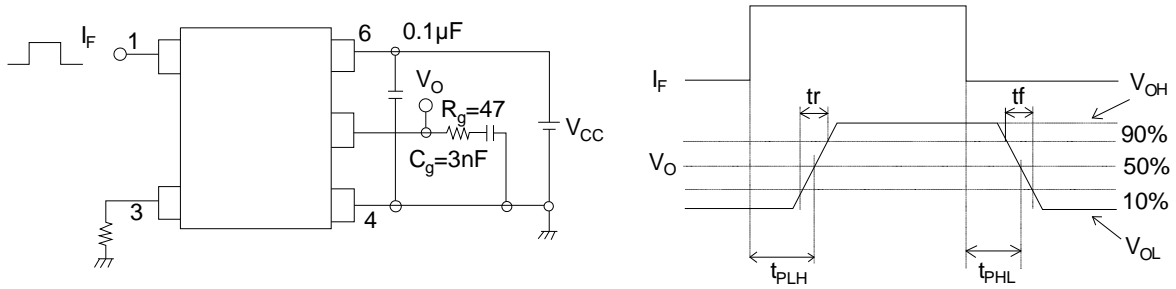 I_F
1
6
0.1μF
V_O
R_g=47
C_g=3nF
V_CC
3
4
I_F
tr
tf
V_OH
90%
V_O
50%
10%
V_OL
t_PLH
t_PHL